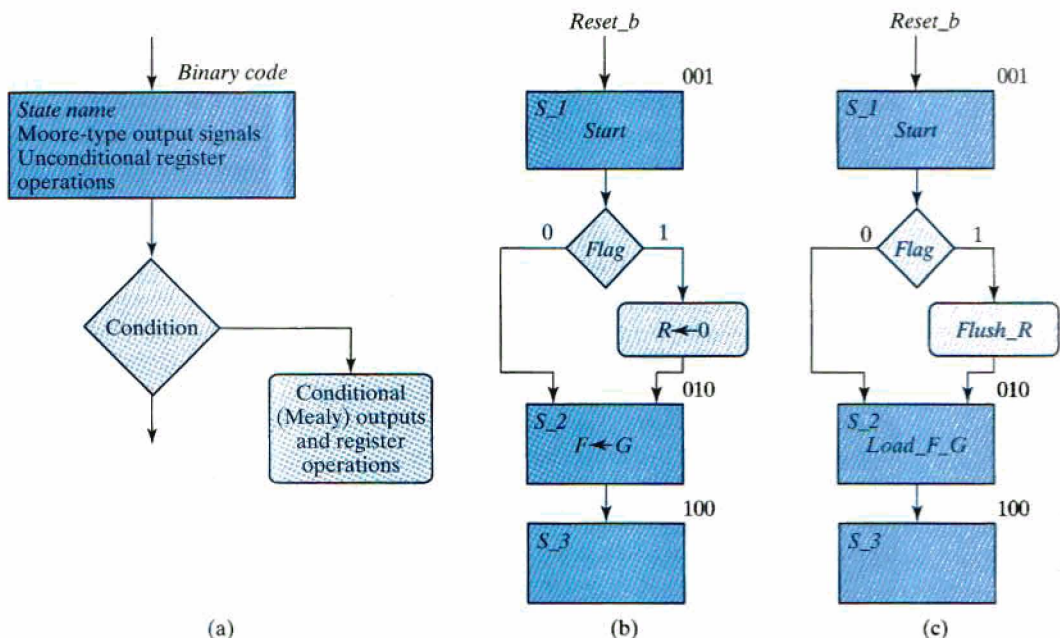 Binary code
State name
Moore-type output signals
Unconditional register
operations
Condition
Conditional
(Mealy) outputs
and register
operations
(a)
Reset_b
001
S_1
Start
0
1
Flag
R←0
010
S_2
F←G
100
S_3
(b)
Reset_b
001
S_1
Start
0
1
Flag
Flush_R
010
S_2
Load_F_G
100
S_3
(c)